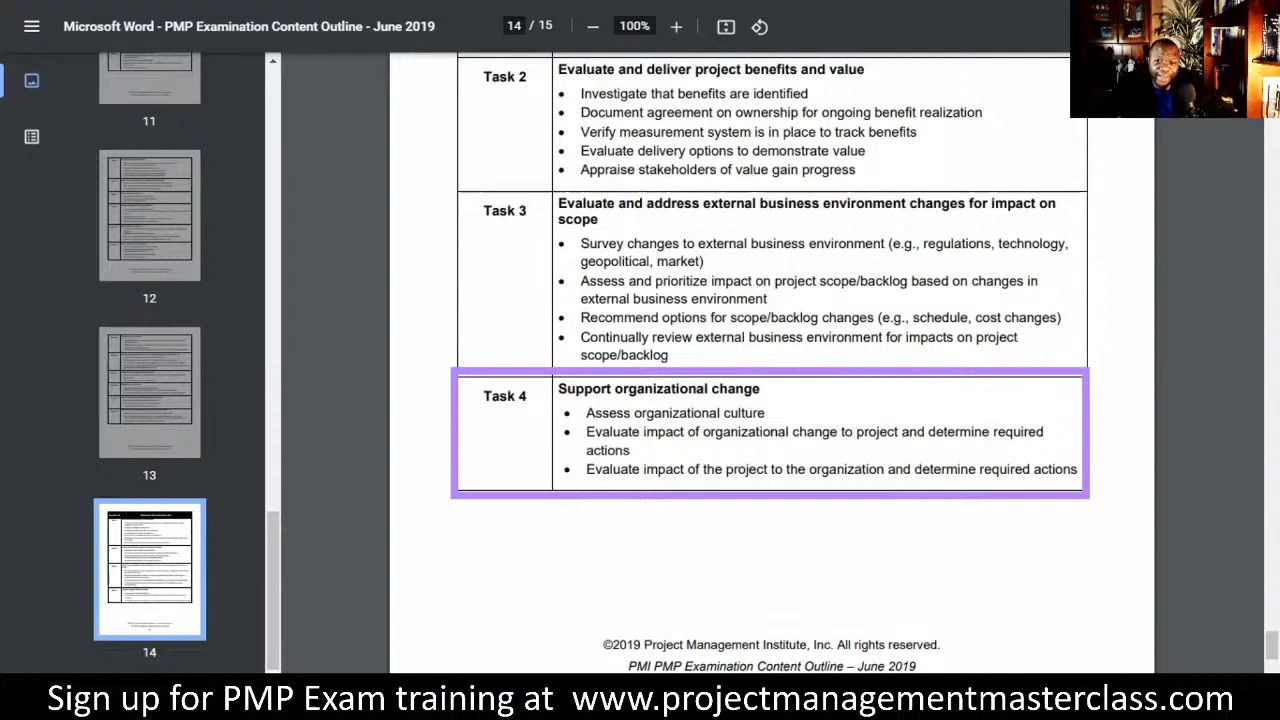 Microsoft Word - PMP Examination Content Outline - June 2019
14 / 15
100%
11
12
13
14
Task 2
Evaluate and deliver project benefits and value
• Investigate that benefits are identified
• Document agreement on ownership for ongoing benefit realization
• Verify measurement system is in place to track benefits
• Evaluate delivery options to demonstrate value
• Appraise stakeholders of value gain progress
Task 3
Evaluate and address external business environment changes for impact on
scope
• Survey changes to external business environment (e.g., regulations, technology,
geopolitical, market)
• Assess and prioritize impact on project scope/backlog based on changes in
external business environment
• Recommend options for scope/backlog changes (e.g., schedule, cost changes)
• Continually review external business environment for impacts on project
scope/backlog
Task 4
Support organizational change
• Assess organizational culture
• Evaluate impact of organizational change to project and determine required
actions
• Evaluate impact of the project to the organization and determine required actions
©2019 Project Management Institute, Inc. All rights reserved.
PMI PMP Examination Content Outline – June 2019
Sign up for PMP Exam training at www.projectmanagementmasterclass.com